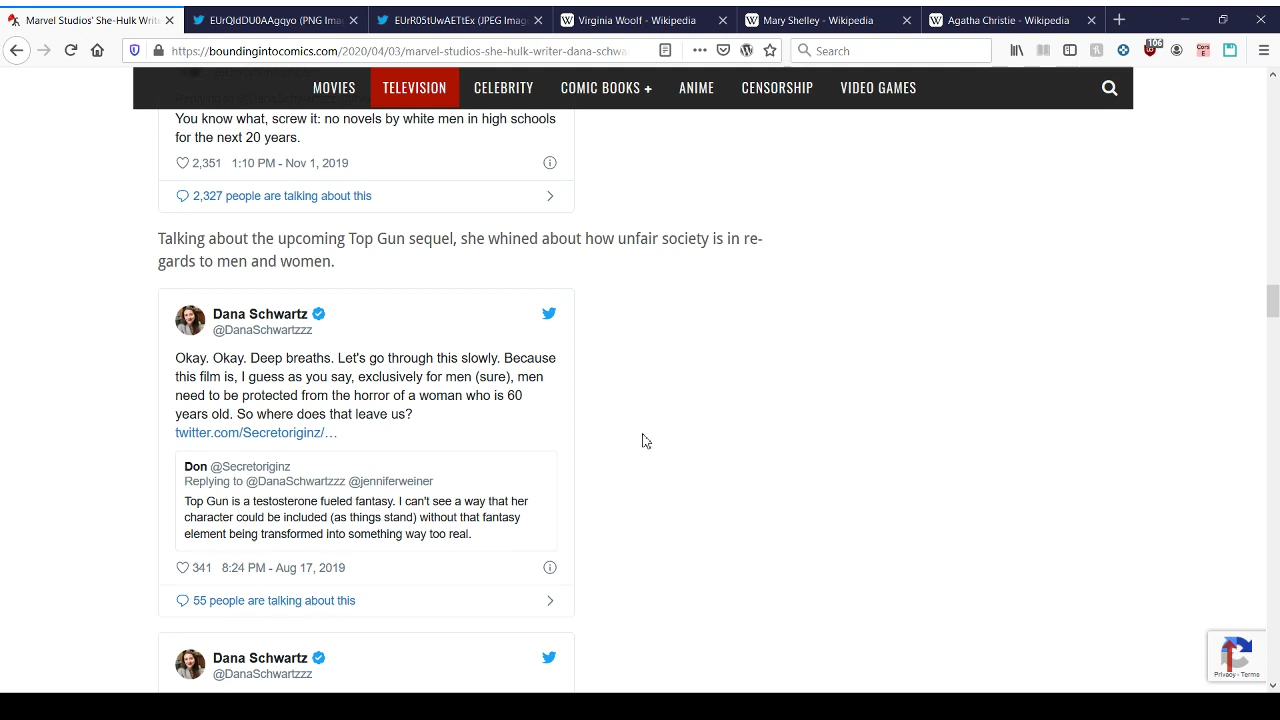 Marvel Studios' She-Hulk Write
EUrQIdDU0AAgqyo (PNG Ima
EUrR05tUwAETtEx (JPEG Image
Virginia Woolf - Wikipedia
Mary Shelley - Wikipedia
Agatha Christie - Wikipedia
https://boundingintocomics.com/2020/04/03/marvel-studios-she-hulk-writer-dana-schwa
Search
106
MOVIES TELEVISION CELEBRITY COMIC BOOKS + ANIME CENSORSHIP VIDEO GAMES
You know what, screw it: no novels by white men in high schools
for the next 20 years.
2,351 1:10 PM - Nov 1, 2019
2,327 people are talking about this
Talking about the upcoming Top Gun sequel, she whined about how unfair society is in re-
gards to men and women.
Dana Schwartz
@DanaSchwartzzz
Okay. Okay. Deep breaths. Let's go through this slowly. Because
this film is, I guess as you say, exclusively for men (sure), men
need to be protected from the horror of a woman who is 60
years old. So where does that leave us?
twitter.com/Secretoriginz/…
Don @Secretoriginz
Replying to @DanaSchwartzzz @jenniferweiner
Top Gun is a testosterone fueled fantasy. I can't see a way that her
character could be included (as things stand) without that fantasy
element being transformed into something way too real.
341 8:24 PM - Aug 17, 2019
55 people are talking about this
Dana Schwartz
@DanaSchwartzzz
Privacy - Terms